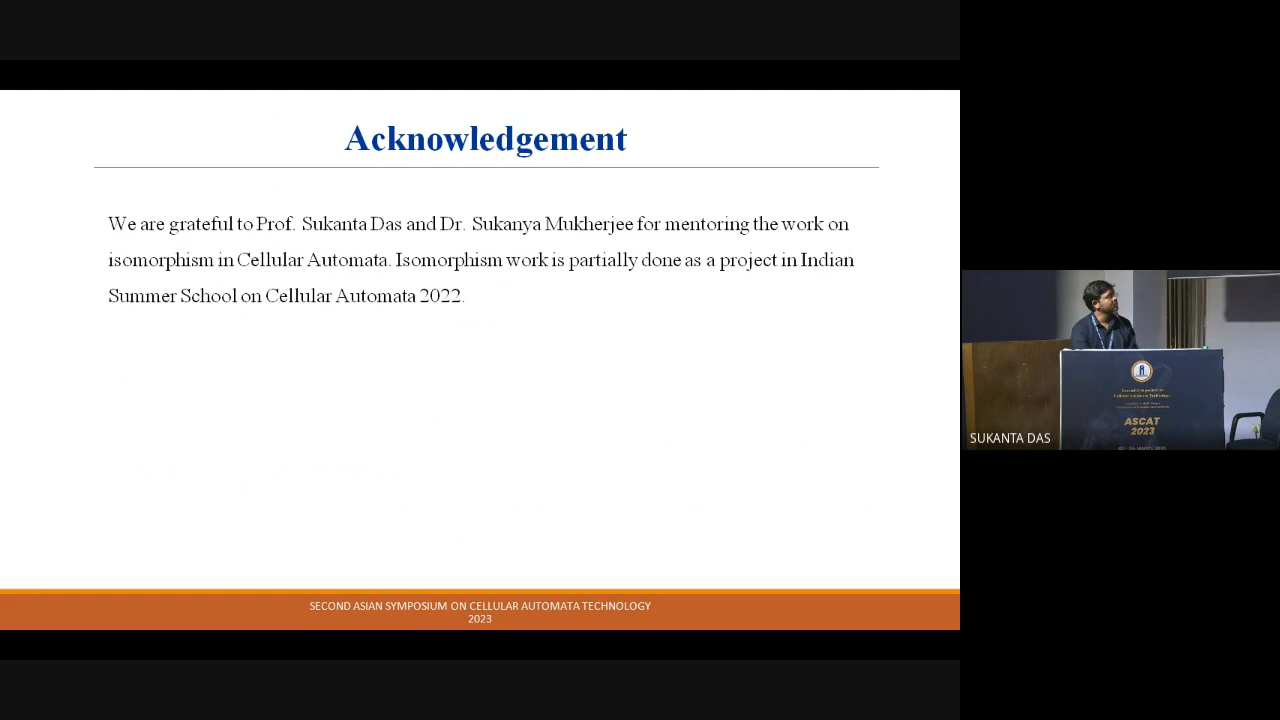 Acknowledgement
We are grateful to Prof. Sukanta Das and Dr. Sukanya Mukherjee for mentoring the work on
isomorphism in Cellular Automata. Isomorphism work is partially done as a project in Indian
Summer School on Cellular Automata 2022.
SECOND ASIAN SYMPOSIUM ON CELLULAR AUTOMATA TECHNOLOGY
2023
ASCAT
2023
SUKANTA DAS